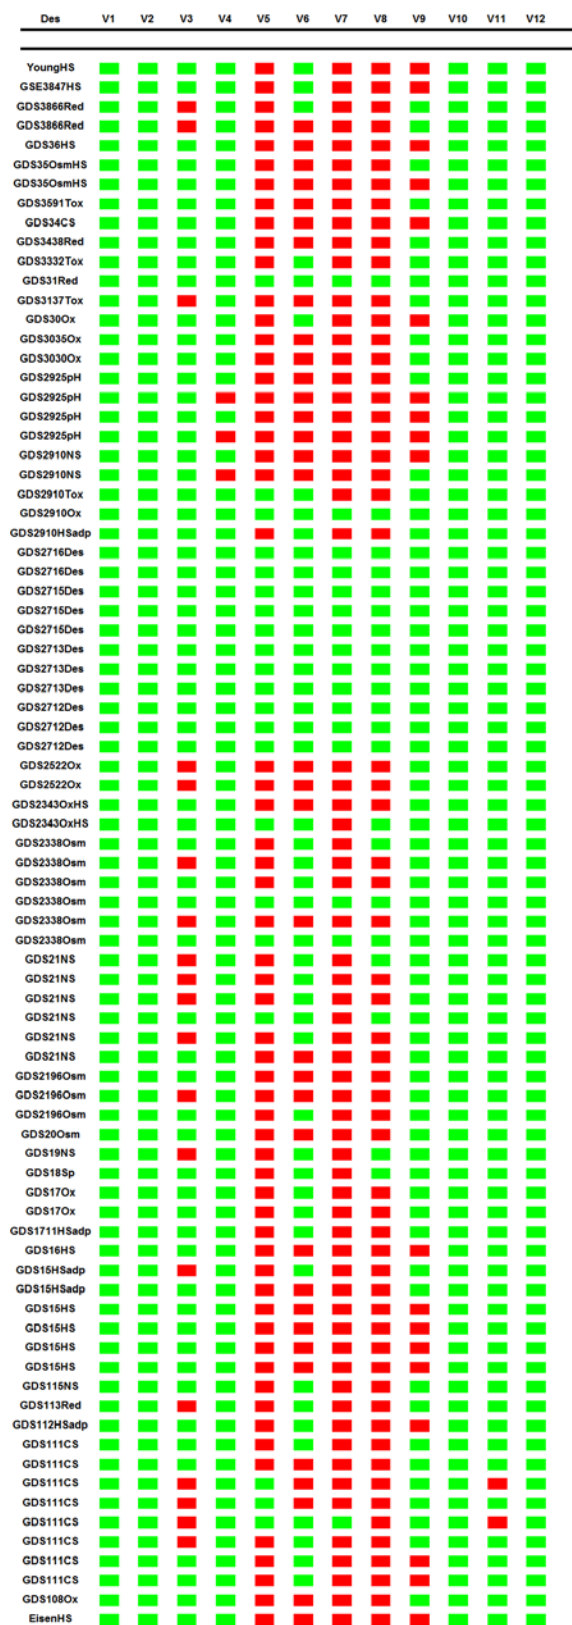 Des V1 V2 V3 V4 V5 V6 V7 V8 V9 V10 V11 V12
YoungHS
GSE3847HS
GDS3866Red
GDS3866Red
GDS36HS
GDS35OsmHS
GDS35OsmHS
GDS3591Tox
GDS34CS
GDS3438Red
GDS3332Tox
GDS31Red
GDS3137Tox
GDS30Ox
GDS3035Ox
GDS3030Ox
GDS2925pH
GDS2925pH
GDS2925pH
GDS2925pH
GDS2910NS
GDS2910NS
GDS2910Tox
GDS2910Ox
GDS2910HSadp
GDS2716Des
GDS2716Des
GDS2715Des
GDS2715Des
GDS2715Des
GDS2713Des
GDS2713Des
GDS2713Des
GDS2712Des
GDS2712Des
GDS2712Des
GDS2522Ox
GDS2522Ox
GDS2343OxHS
GDS2343OxHS
GDS2338Osm
GDS2338Osm
GDS2338Osm
GDS2338Osm
GDS2338Osm
GDS2338Osm
GDS21NS
GDS21NS
GDS21NS
GDS21NS
GDS21NS
GDS21NS
GDS2196Osm
GDS2196Osm
GDS2196Osm
GDS20Osm
GDS19NS
GDS18Sp
GDS17Ox
GDS17Ox
GDS1711HSadp
GDS16HS
GDS15HSadp
GDS15HSadp
GDS15HS
GDS15HS
GDS15HS
GDS15HS
GDS115NS
GDS113Red
GDS112HSadp
GDS111CS
GDS111CS
GDS111CS
GDS111CS
GDS111CS
GDS111CS
GDS111CS
GDS111CS
GDS108Ox
EisenHS